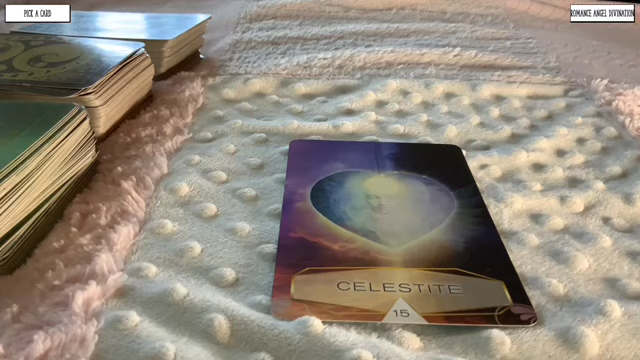 PICK A CARD
ROMANCE ANGEL DIVINATION
CELESTITE
15